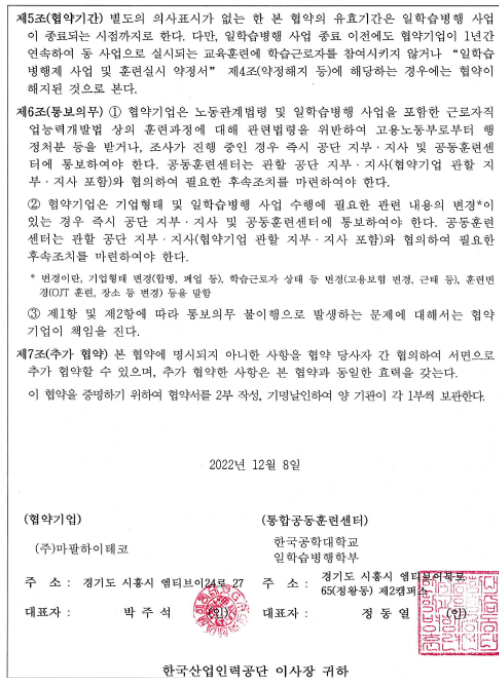 제5조(협약기간) 별도의 의사표시가 없는 한 본 협약의 유효기간은 일학습병행 사업
이 종료되는 시점까지로 한다. 다만, 일학습병행 사업 종료 이전에도 협약기업이 1년간
연속하여 동 사업으로 실시되는 교육훈련에 학습근로자를 참여시키지 않거나 "일학습
병행제 사업 및 훈련실시 약정서" 제4조(약정해지 등)에 해당하는 경우에는 협약이
해지된 것으로 본다.
제6조(통보의무) ① 협약기업은 노동관계법령 및 일학습병행 사업을 포함한 근로자직
업능력개발법 상의 훈련과정에 대해 관련법령을 위반하여 고용노동부로부터 행
정처분 등을 받거나, 조사가 진행 중인 경우 즉시 공단 지부·지사 및 공동훈련센
터에 통보하여야 한다. 공동훈련센터는 관할 공단 지부·지사(협약기업 관할 지
부·지사 포함)와 협의하여 필요한 후속조치를 마련하여야 한다.
② 협약기업은 기업형태 및 일학습병행 사업 수행에 필요한 관련 내용의 변경*이
있는 경우 즉시 공단 지부·지사 및 공동훈련센터에 통보하여야 한다. 공동훈련
센터는 관할 공단 지부·지사(협약기업 관할 지부·지사 포함)와 협의하여 필요한
후속조치를 마련하여야 한다.
* 변경이란, 기업형태 변경(합병, 폐업 등), 학습근로자 상태 등 변경(고용보험 변경, 근태 등), 훈련변
경(OJT 훈련, 장소 등 변경) 등을 말함
③ 제1항 및 제2항에 따라 통보의무 불이행으로 발생하는 문제에 대해서는 협약
기업이 책임을 진다.
제7조(추가 협약) 본 협약에 명시되지 아니한 사항을 협약 당사자 간 협의하여 서면으로
추가 협약할 수 있으며, 추가 협약한 사항은 본 협약과 동일한 효력을 갖는다.
이 협약을 증명하기 위하여 협약서를 2부 작성, 기명날인하여 양 기관이 각 1부씩 보관한다.
2022년 12월 8일
(협약기업)
(주)마팔하이테코
주 소 : 경기도 시흥시 엠티브이24로 27
대표자 : 박 주 석 (인)
(통합공동훈련센터)
한국공학대학교
일학습병행학부
주 소 : 경기도 시흥시 엠티브이북로
65(정왕동) 제2캠퍼스
대표자 : 정 동 열 (인)
한국산업인력공단 이사장 귀하